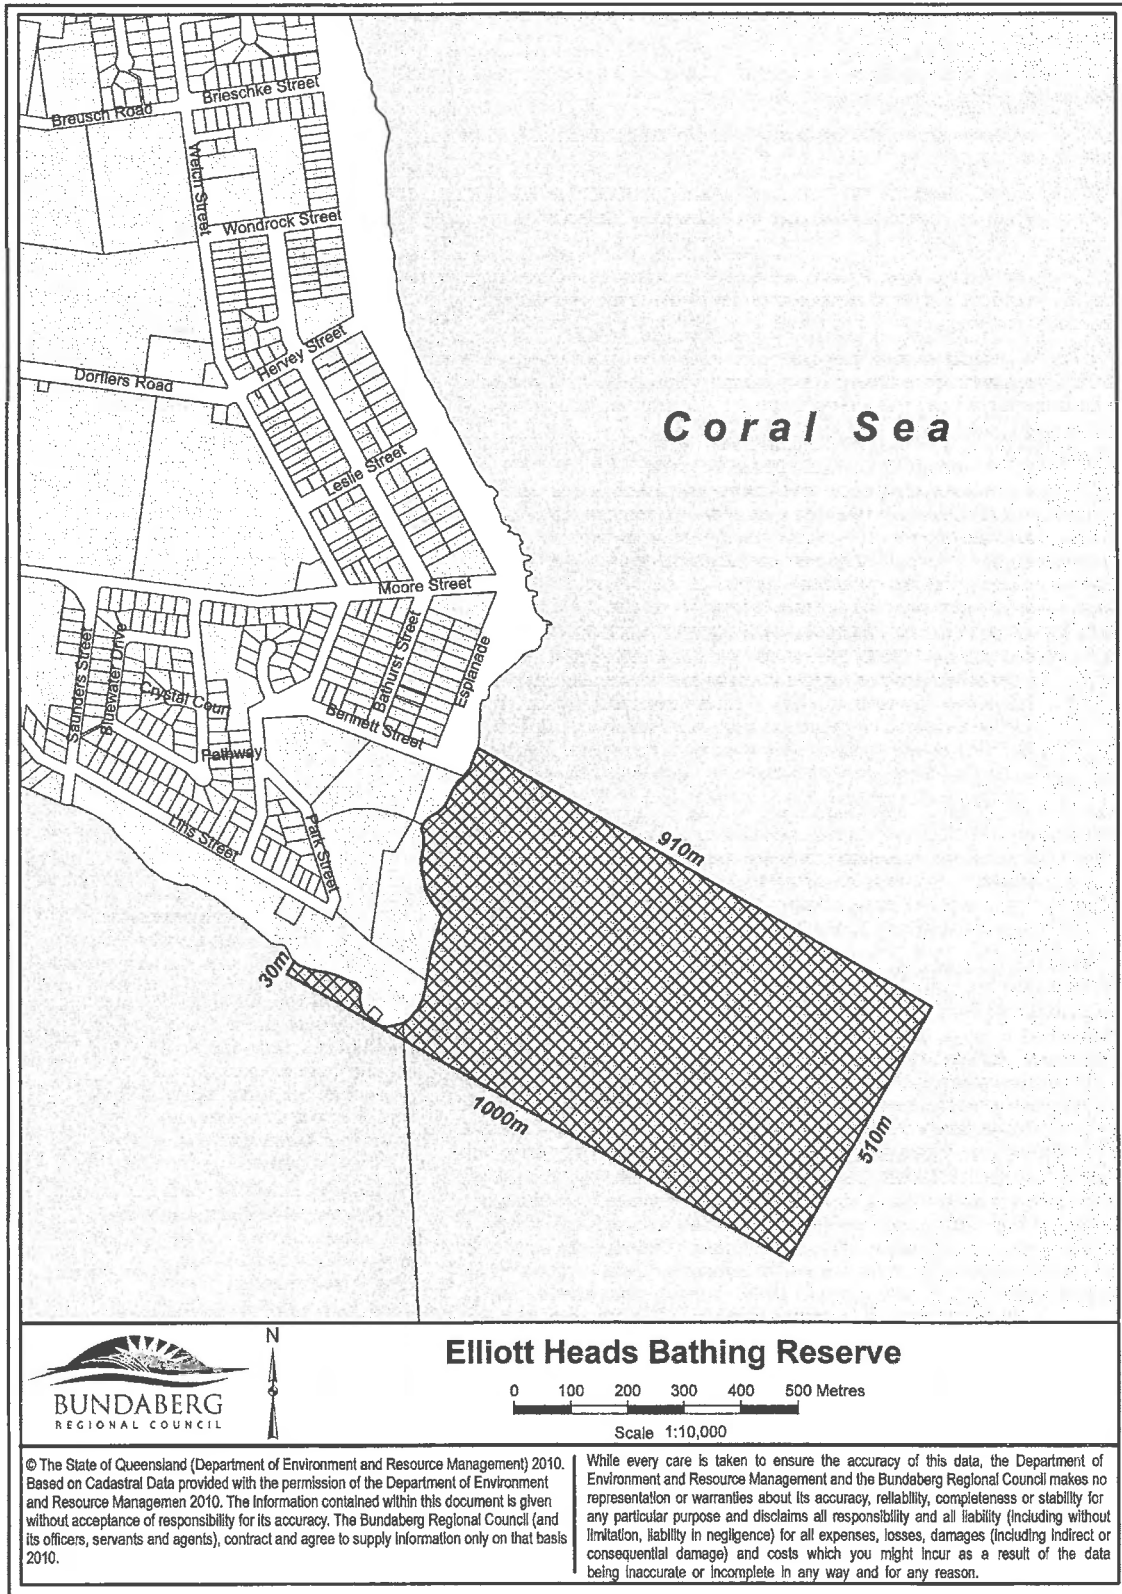 Brieschke Street
Breusch Road
Welch Street
Wondrock Street
Hervey Street
Dorflers Road
Coral Sea
Leslie Street
Moore Street
Bathurst Street
Esplanade
Saunders Street
Bluewater Drive
Crystal Court
Bennett Street
Pathway
Lihs Street
Park Street
910m
30m
1000m
510m
N
Elliott Heads Bathing Reserve
0 100 200 300 400 500 Metres
Scale 1:10,000
BUNDABERG
REGIONAL COUNCIL
© The State of Queensland (Department of Environment and Resource Management) 2010.
Based on Cadastral Data provided with the permission of the Department of Environment
and Resource Managemen 2010. The Information contained within this document is given
without acceptance of responsibility for its accuracy. The Bundaberg Regional Council (and
its officers, servants and agents), contract and agree to supply information only on that basis
2010.
While every care is taken to ensure the accuracy of this data, the Department of
Environment and Resource Management and the Bundaberg Regional Council makes no
representation or warranties about its accuracy, reliability, completeness or stability for
any particular purpose and disclaims all responsibility and all liability (including without
limitation, liability in negligence) for all expenses, losses, damages (including indirect or
consequential damage) and costs which you might incur as a result of the data
being inaccurate or incomplete in any way and for any reason.